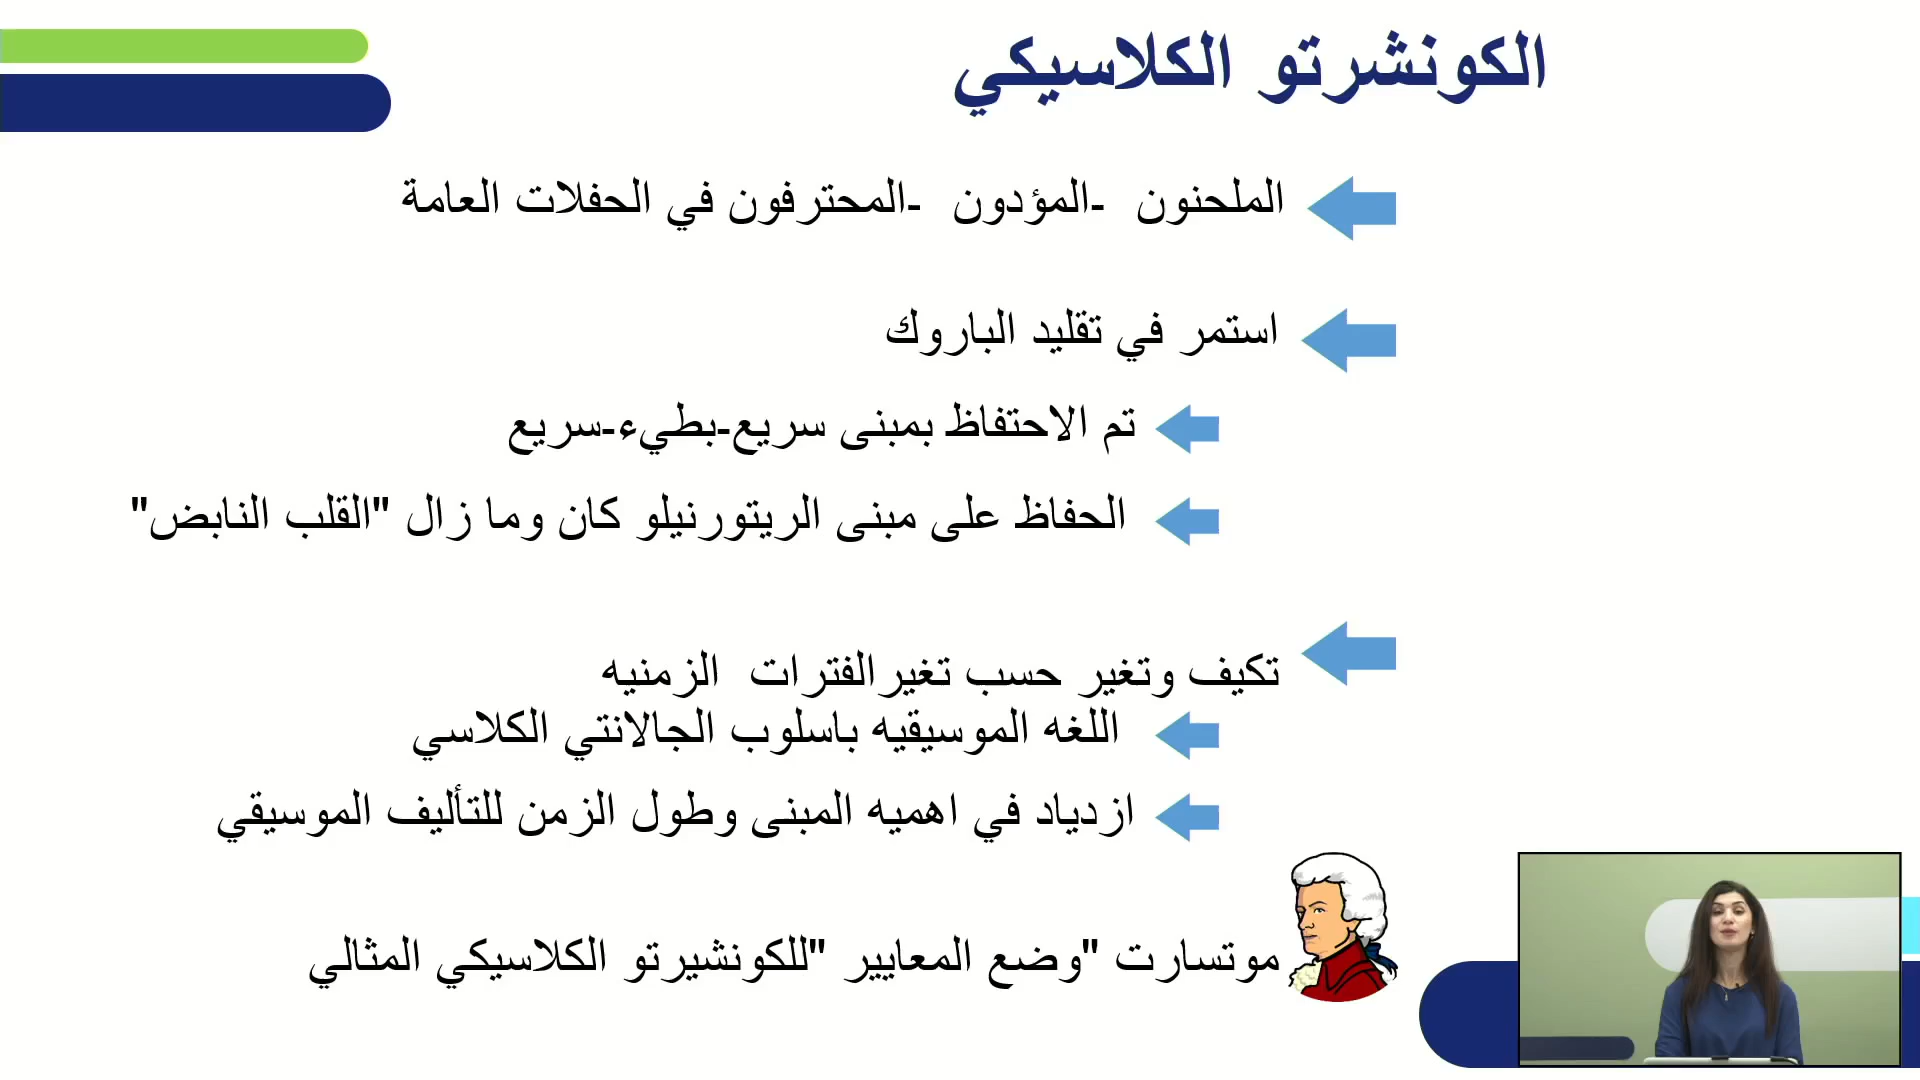 الكونشرتو الكلاسيكي
الملحنون -المؤدون -المحترفون في الحفلات العامة
استمر في تقليد الباروك
تم الاحتفاظ بمبنى سريع-بطيء-سريع
الحفاظ على مبنى الريتورنيلو كان وما زال "القلب النابض"
تكيف وتغير حسب تغيرالفترات الزمنيه
اللغه الموسيقيه باسلوب الجالانتي الكلاسي
ازدياد في اهميه المبنى وطول الزمن للتأليف الموسيقي
موتسارت "وضع المعايير "للكونشيرتو الكلاسيكي المثالي